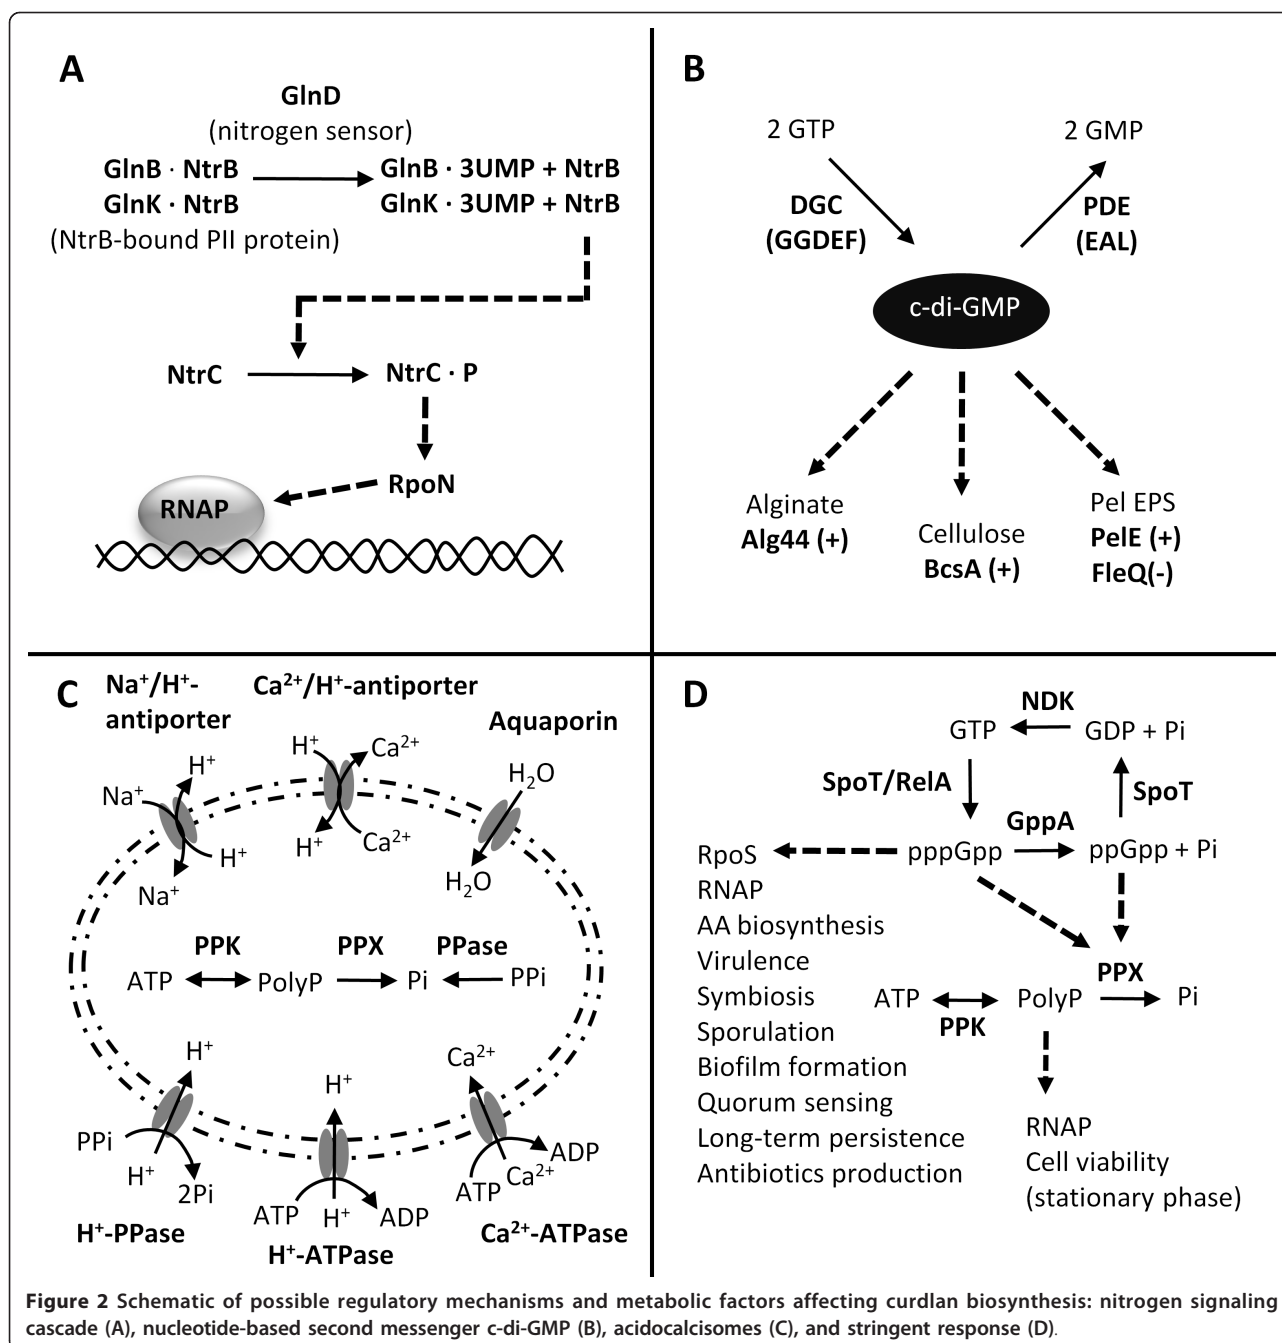 A
GlnD
(nitrogen sensor)
GlnB · NtrB GlnB · 3UMP + NtrB
GlnK · NtrB GlnK · 3UMP + NtrB
(NtrB-bound PII protein)
NtrC NtrC · P
RpoN
RNAP
B
2 GTP 2 GMP
DGC PDE
(GGDEF) (EAL)
c-di-GMP
Alginate
Alg44 (+)
Cellulose
BcsA (+)
Pel EPS
PelE (+)
FleQ(-)
C
Na⁺/H⁺-
antiporter
Ca²⁺/H⁺-antiporter
Aquaporin
H⁺
Na⁺
H⁺
Na⁺
H⁺
Ca²⁺
H⁺
Ca²⁺
H₂O
H₂O
PPK PPX PPase
ATP PolyP Pi PPi
H⁺
PPi
H⁺
2Pi
H⁺-PPase
H⁺
ATP H⁺ ADP
H⁺-ATPase
Ca²⁺
ADP
ATP Ca²⁺
Ca²⁺-ATPase
D
NDK
GTP GDP + Pi
SpoT/RelA SpoT
GppA
pppGpp ppGpp + Pi
RpoS
RNAP
AA biosynthesis
Virulence
Symbiosis
Sporulation
Biofilm formation
Quorum sensing
Long-term persistence
Antibiotics production
PPX
ATP PolyP Pi
PPK
RNAP
Cell viability
(stationary phase)
Figure 2 Schematic of possible regulatory mechanisms and metabolic factors affecting curdlan biosynthesis: nitrogen signaling
cascade (A), nucleotide-based second messenger c-di-GMP (B), acidocalcisomes (C), and stringent response (D).